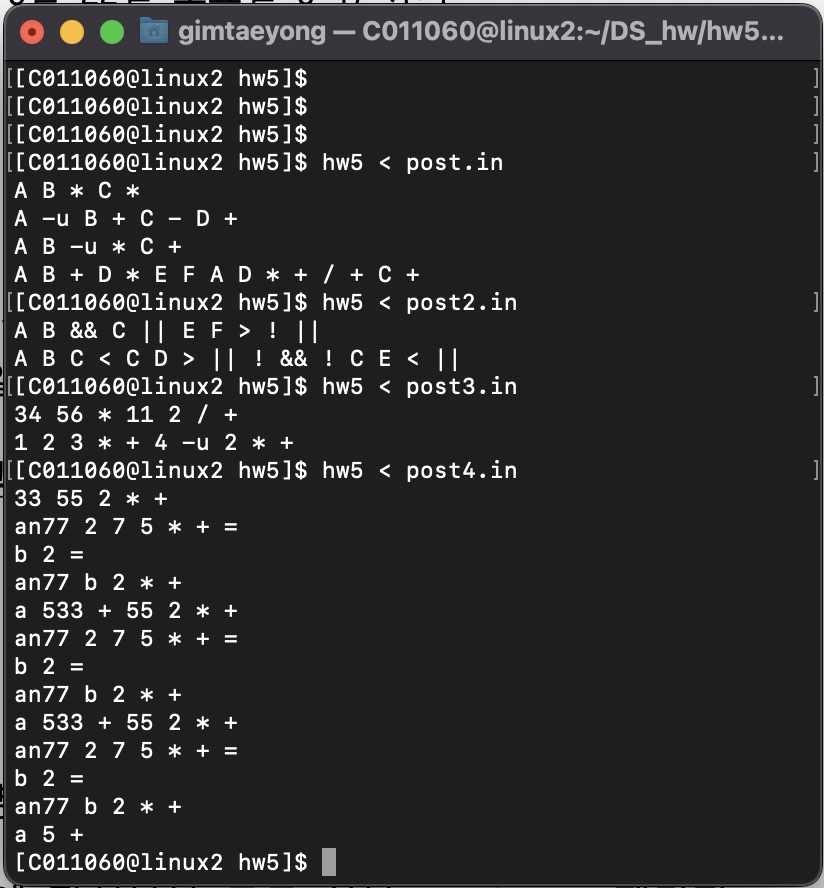 gimtaeyong — C011060@linux2:~/DS_hw/hw5...
[[C011060@linux2 hw5]$ ]
[[C011060@linux2 hw5]$ ]
[[C011060@linux2 hw5]$ ]
[[C011060@linux2 hw5]$ hw5 < post.in ]
A B * C *
A -u B + C - D +
A B -u * C +
A B + D * E F A D * + / + C +
[[C011060@linux2 hw5]$ hw5 < post2.in ]
A B && C || E F > ! ||
A B C < C D > || ! && ! C E < ||
[[C011060@linux2 hw5]$ hw5 < post3.in ]
34 56 * 11 2 / +
1 2 3 * + 4 -u 2 * +
[[C011060@linux2 hw5]$ hw5 < post4.in ]
33 55 2 * +
an77 2 7 5 * + =
b 2 =
an77 b 2 * +
a 533 + 55 2 * +
an77 2 7 5 * + =
b 2 =
an77 b 2 * +
a 533 + 55 2 * +
an77 2 7 5 * + =
b 2 =
an77 b 2 * +
a 5 +
[C011060@linux2 hw5]$